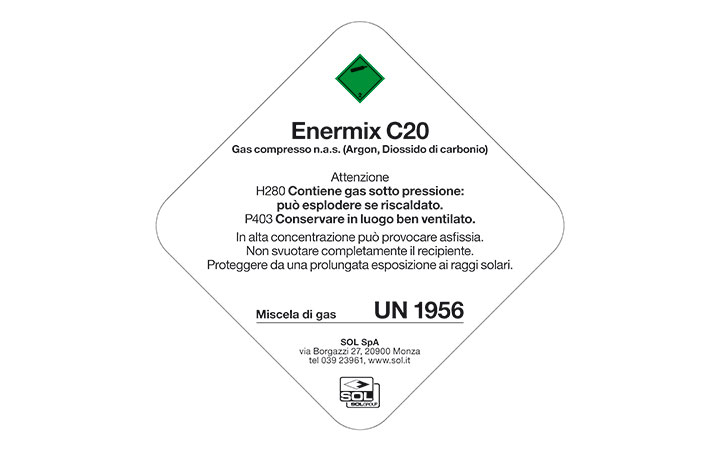 2
Enermix C20
Gas compresso n.a.s. (Argon, Diossido di carbonio)
Attenzione
H280 Contiene gas sotto pressione:
può esplodere se riscaldato.
P403 Conservare in luogo ben ventilato.
In alta concentrazione può provocare asfissia.
Non svuotare completamente il recipiente.
Proteggere da una prolungata esposizione ai raggi solari.
Miscela di gas UN 1956
SOL SpA
via Borgazzi 27, 20900 Monza
tel 039 23961, www.sol.it
SOL
SOLGROUP